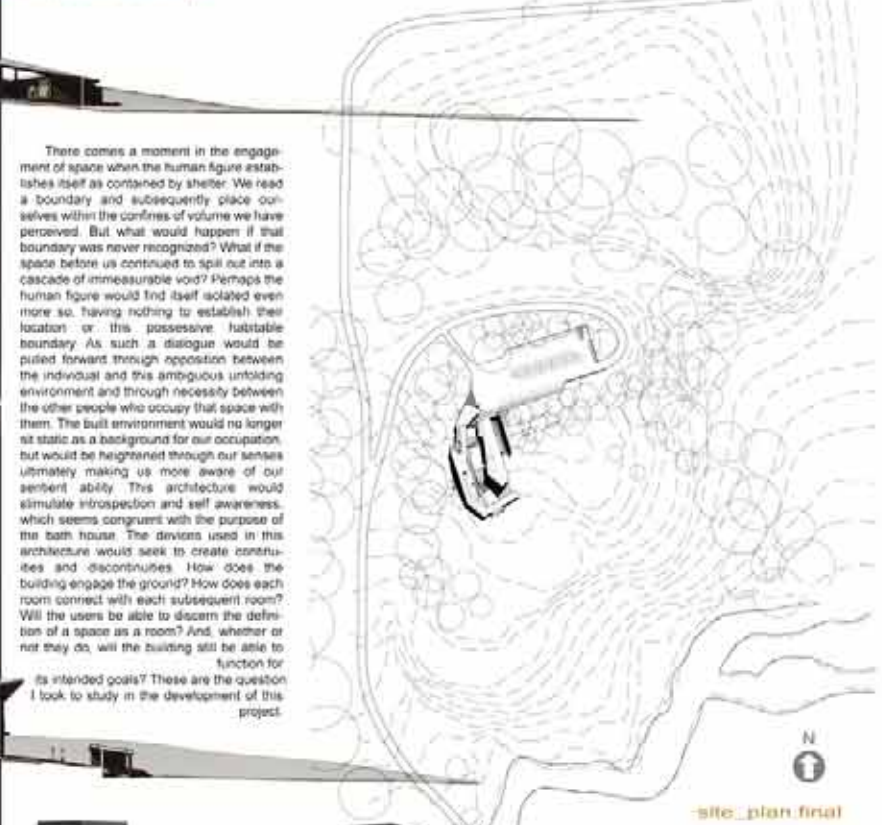 There comes a moment in the engage-
ment of space when the human figure estab-
lishes itself as contained by shelter. We read
a boundary and subsequently place our-
selves within the confines of volume we have
perceived. But what would happen if that
boundary was never recognized? What if the
space before us continued to spill out into a
cascade of immeasurable void? Perhaps the
human figure would find itself isolated even
more so, having nothing to establish their
location or this possessive habitable
boundary. As such a dialogue would be
pulled forward through opposition between
the individual and this ambiguous unfolding
environment and through necessity between
the other people who occupy that space with
them. The built environment would no longer
sit static as a background for our occupation,
but would be heightened through our senses
ultimately making us more aware of our
sentient ability. This architecture would
stimulate introspection and self awareness,
which seems congruent with the purpose of
the bath house. The devices used in this
architecture would seek to create continu-
ities and discontinuities. How does the
building engage the ground? How does each
room connect with each subsequent room?
Will the users be able to discern the defini-
tion of a space as a room? And, whether or
not they do, will the building still be able to
function for
its intended goals? These are the question
I took to study in the development of this
project.
N
site_plan.final